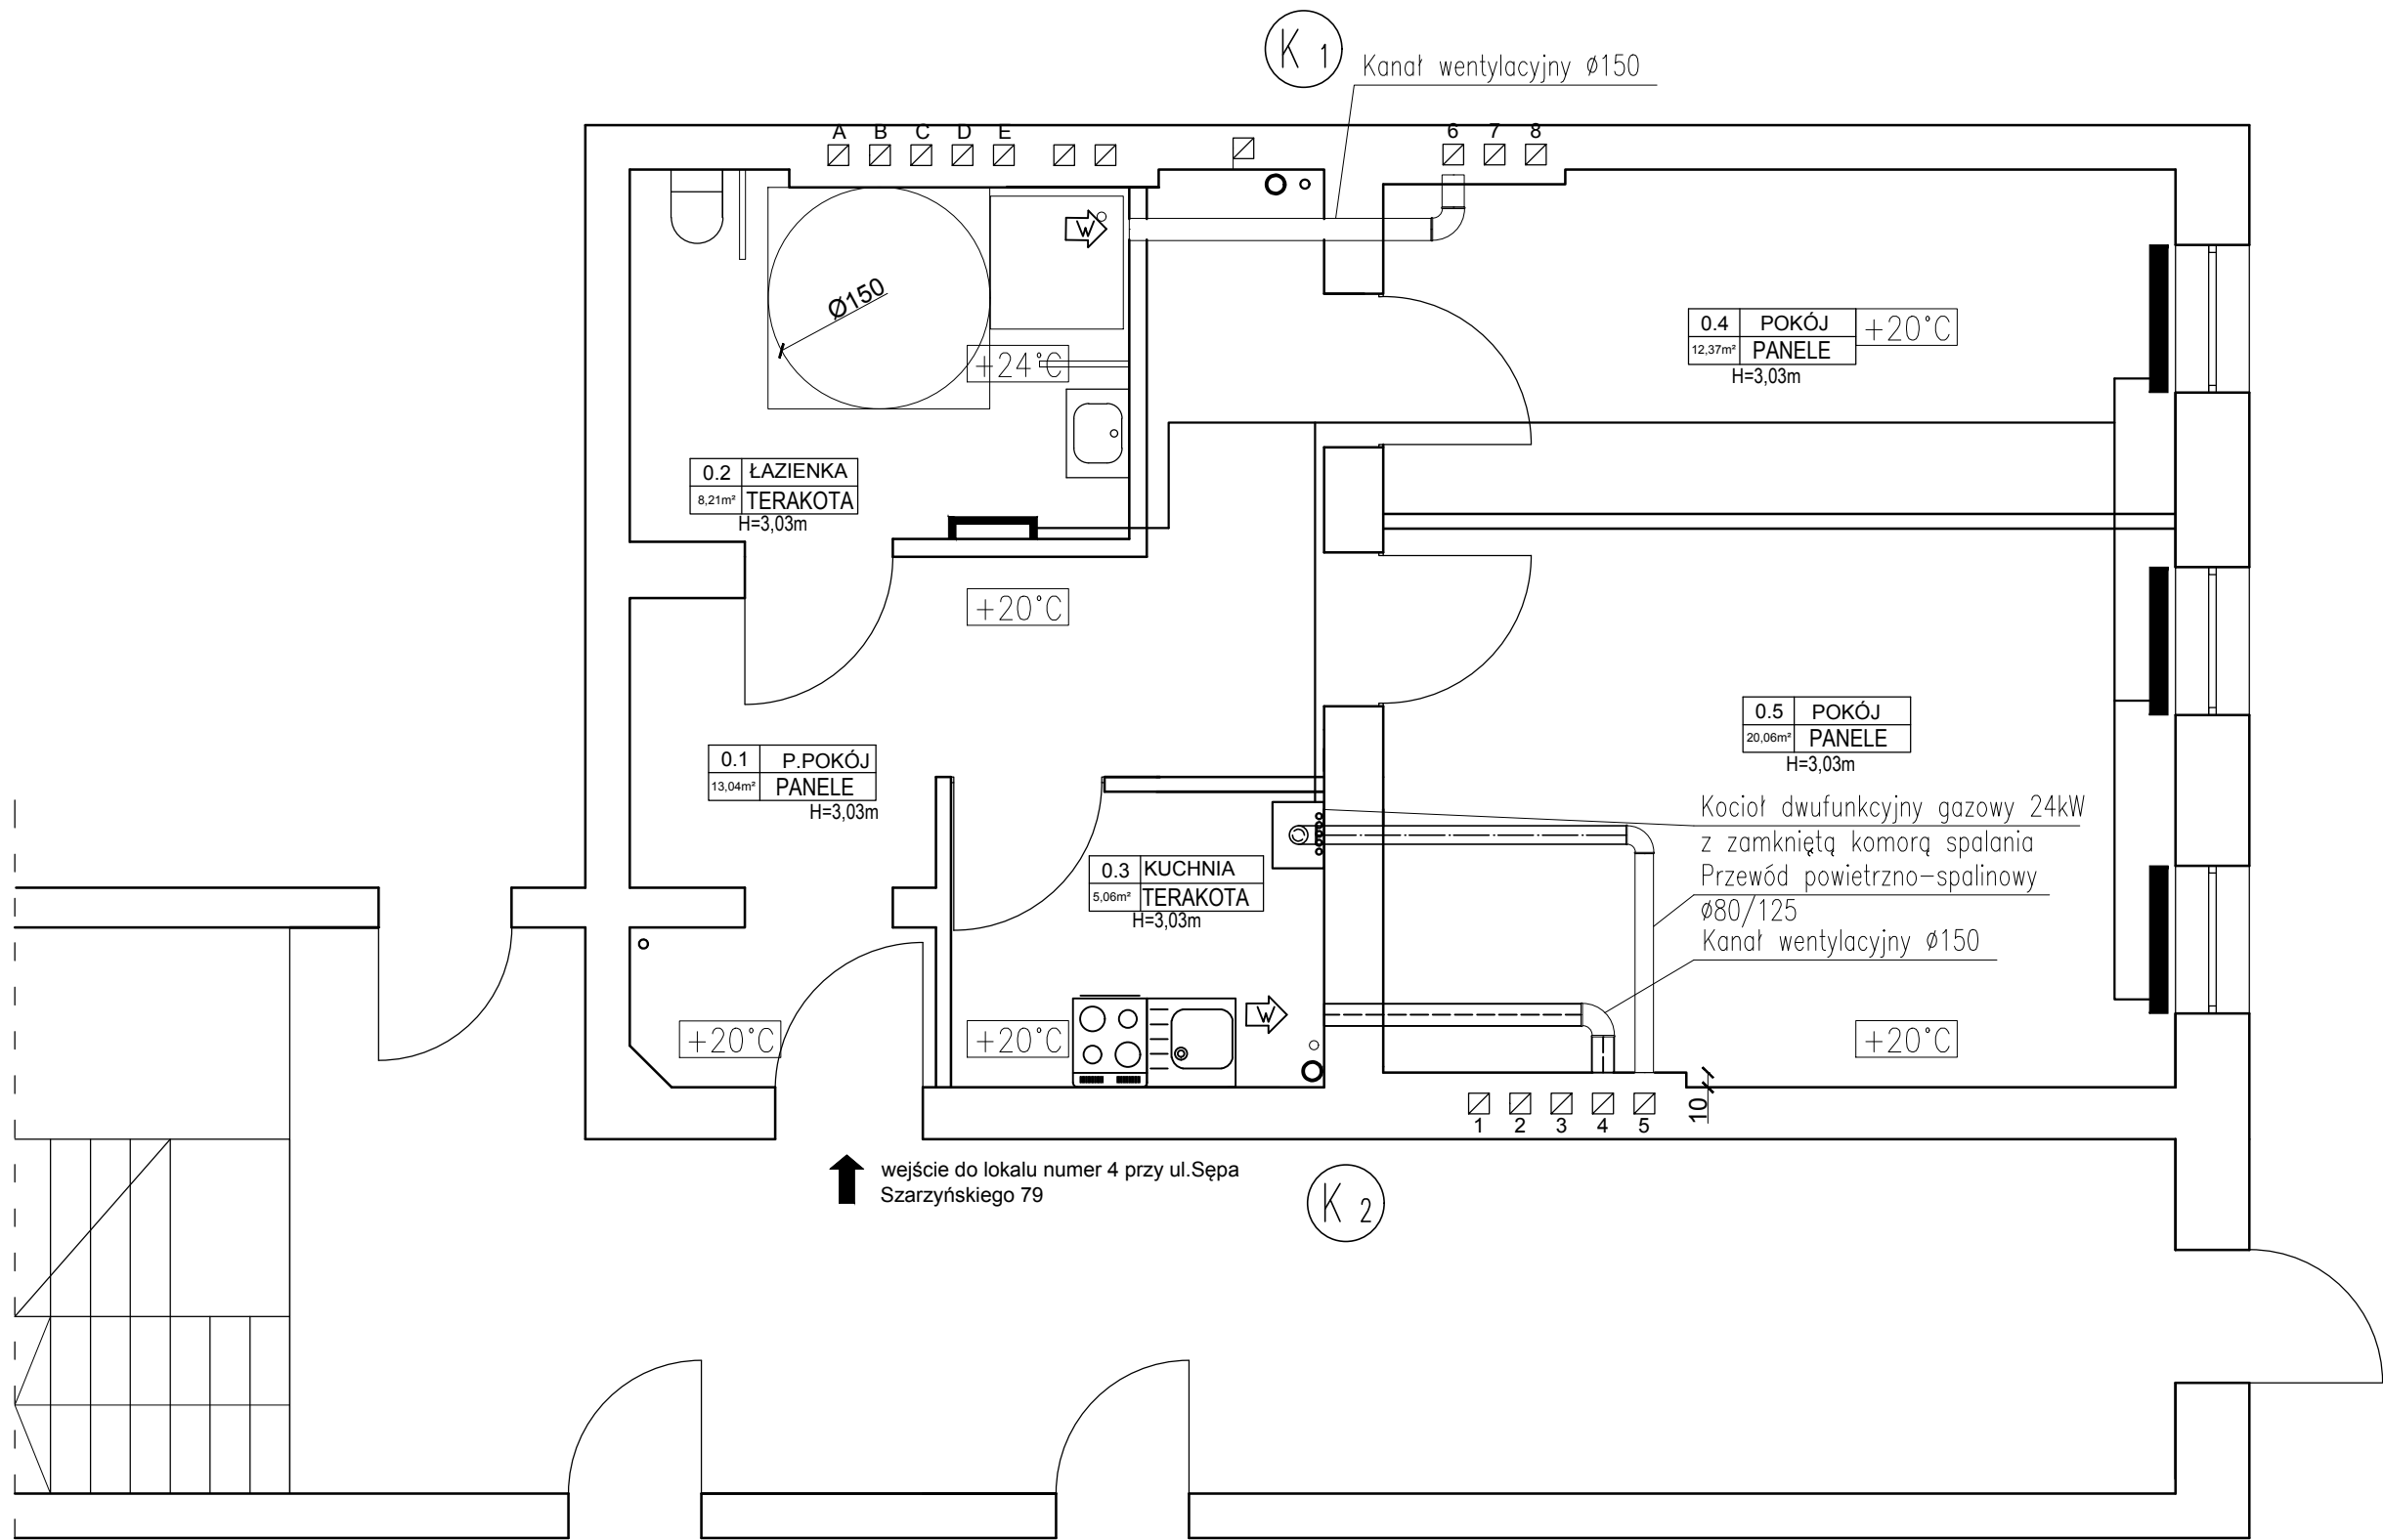 K 1
Kanał wentylacyjny ø150
A B C D E
6 7 8
W
Ø150
+24°C
0.4 POKÓJ +20°C
12,37m² PANELE
H=3,03m
0.2 ŁAZIENKA
8,21m² TERAKOTA
H=3,03m
+20°C
0.5 POKÓJ
20,06m² PANELE
H=3,03m
0.1 P.POKÓJ
13,04m² PANELE
H=3,03m
Kocioł dwufunkcyjny gazowy 24kW
z zamkniętą komorą spalania
Przewód powietrzno-spalinowy
ø80/125
Kanał wentylacyjny ø150
0.3 KUCHNIA
5,06m² TERAKOTA
H=3,03m
W
+20°C
+20°C
+20°C
1 2 3 4 5
10
wejście do lokalu numer 4 przy ul.Sępa
Szarzyńskiego 79
K 2